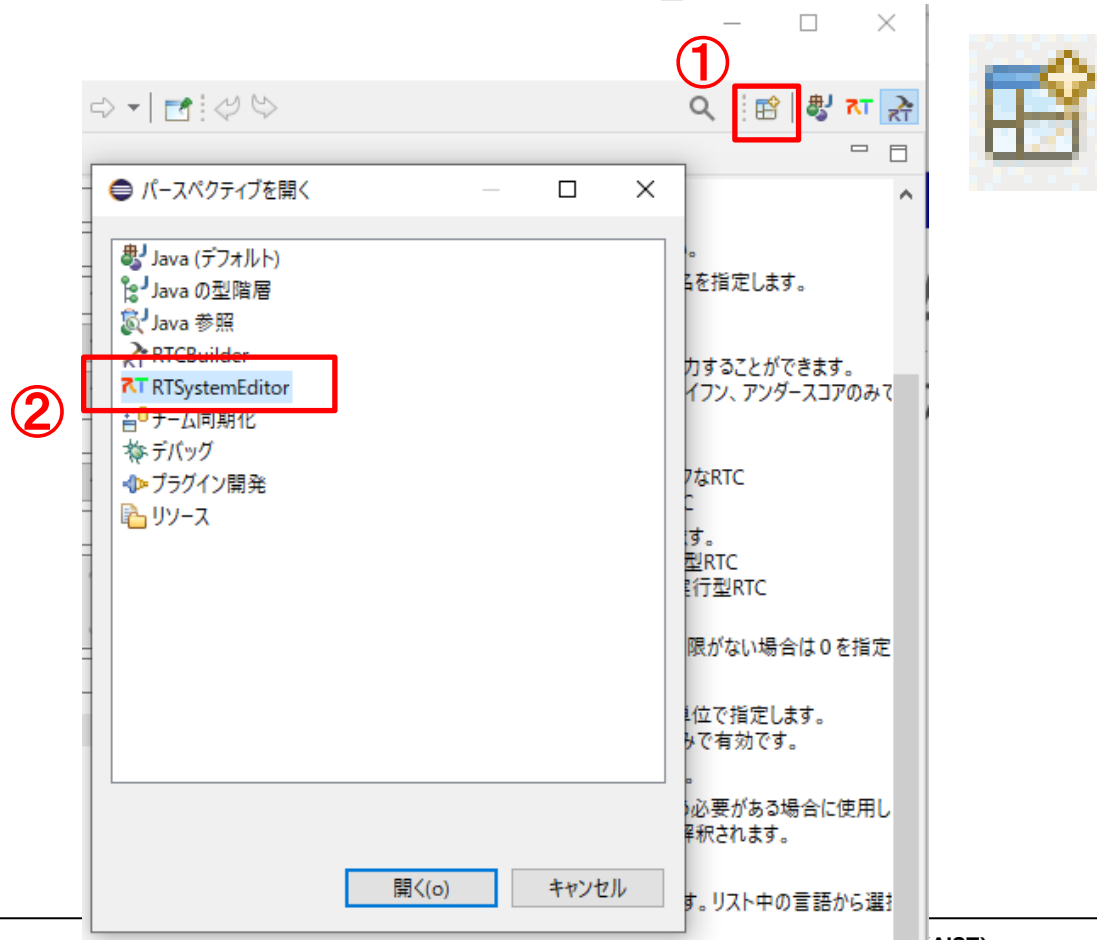 ①
RT
RT
パースペクティブを開く
Java (デフォルト)
Java の型階層
Java 参照
RTCBuilder
②
RT RTSystemEditor
チーム同期化
デバッグ
プラグイン開発
リソース
開く(o)
キャンセル
。
名を指定します。
力することができます。
イフン、アンダースコアのみで
なRTC
C
す。
型RTC
実行型RTC
限がない場合は０を指定
単位で指定します。
みで有効です。
。
必要がある場合に使用し
解釈されます。
す。リスト中の言語から選